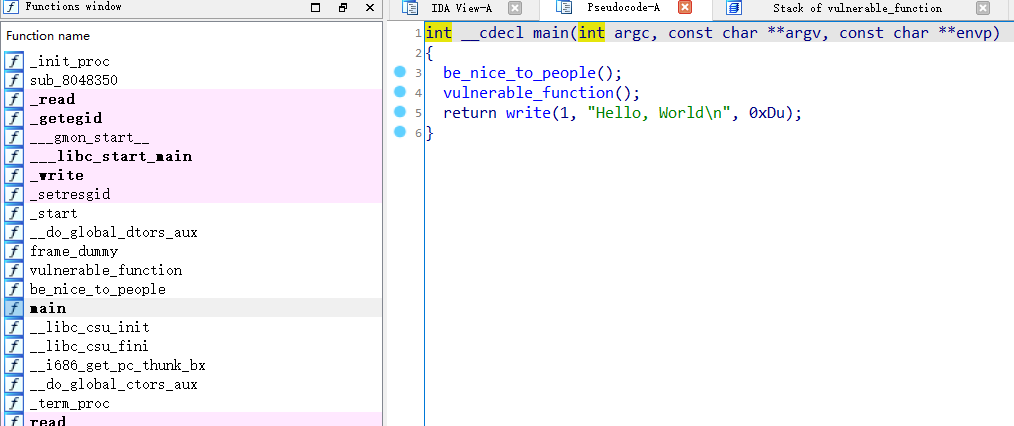 Functions window
Function name
_init_proc
sub_8048350
_read
_getegid
___gmon_start__
___libc_start_main
_write
_setresgid
_start
__do_global_dtors_aux
frame_dummy
vulnerable_function
be_nice_to_people
main
__libc_csu_init
__libc_csu_fini
__i686_get_pc_thunk_bx
__do_global_ctors_aux
_term_proc
read
IDA View-A Pseudocode-A Stack of vulnerable_function
1 int __cdecl main(int argc, const char **argv, const char **envp)
2 {
3 be_nice_to_people();
4 vulnerable_function();
5 return write(1, "Hello, World\n", 0xDu);
6 }